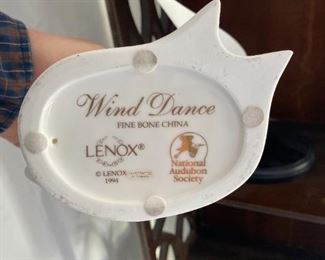 Wind Dance
FINE BONE CHINA
LENOX®
© LENOX
1994
National
Audubon
Society